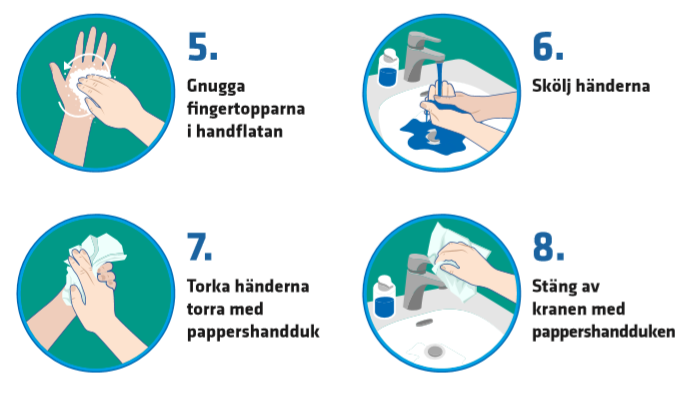 5.
Gnugga
fingertopparna
i handflatan
6.
Skölj händerna
7.
Torka händerna
torra med
pappershandduk
8.
Stäng av
kranen med
pappershandduken